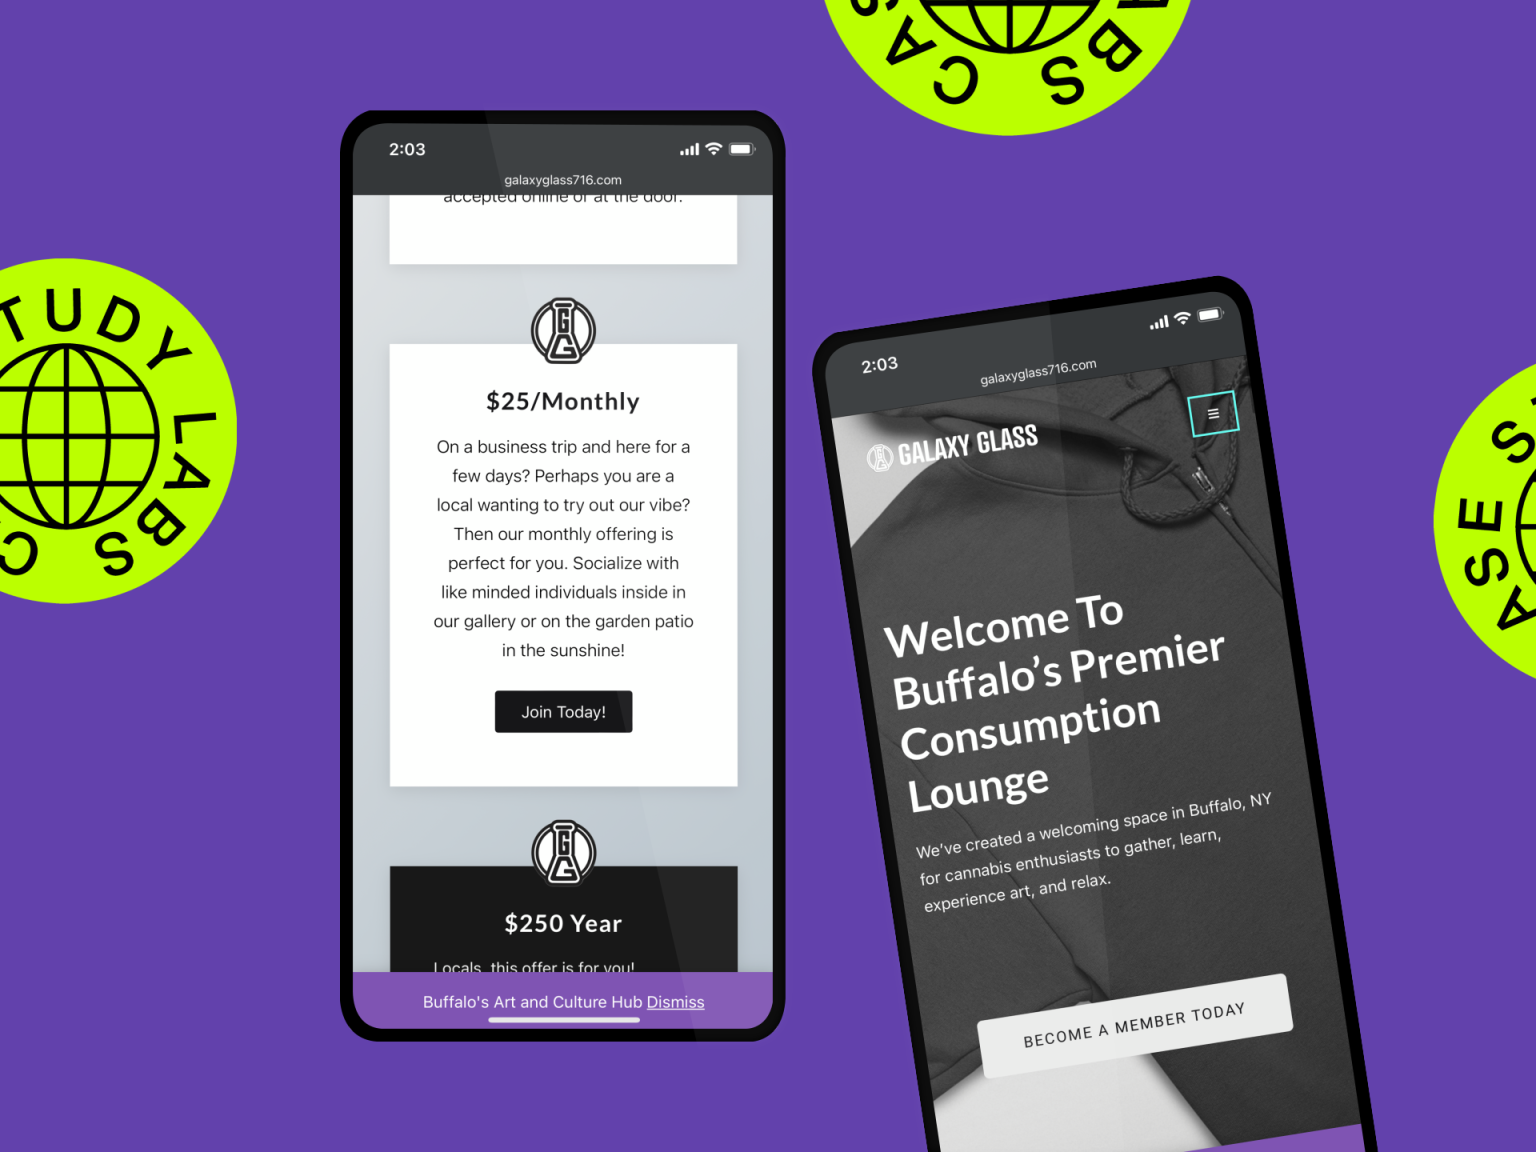 CAS
ABS
STUDY LABS C
2:03
galaxyglass716.com
accepted online or at the door.
GG
$25/Monthly
On a business trip and here for a
few days? Perhaps you are a
local wanting to try out our vibe?
Then our monthly offering is
perfect for you. Socialize with
like minded individuals inside in
our gallery or on the garden patio
in the sunshine!
Join Today!
GG
$250 Year
Locals, this offer is for you!
Buffalo's Art and Culture Hub Dismiss
2:03
galaxyglass716.com
GALAXY GLASS
Welcome To
Buffalo’s Premier
Consumption
Lounge
We’ve created a welcoming space in Buffalo, NY
for cannabis enthusiasts to gather, learn,
experience art, and relax.
BECOME A MEMBER TODAY
ASE S